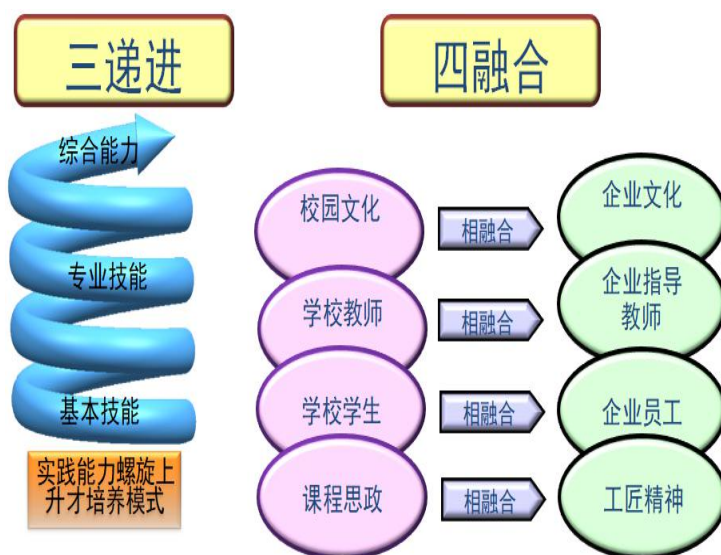 三递进
四融合
综合能力
专业技能
基本技能
实践能力螺旋上
升才培养模式
校园文化
相融合
企业文化
学校教师
相融合
企业指导
教师
学校学生
相融合
企业员工
课程思政
相融合
工匠精神